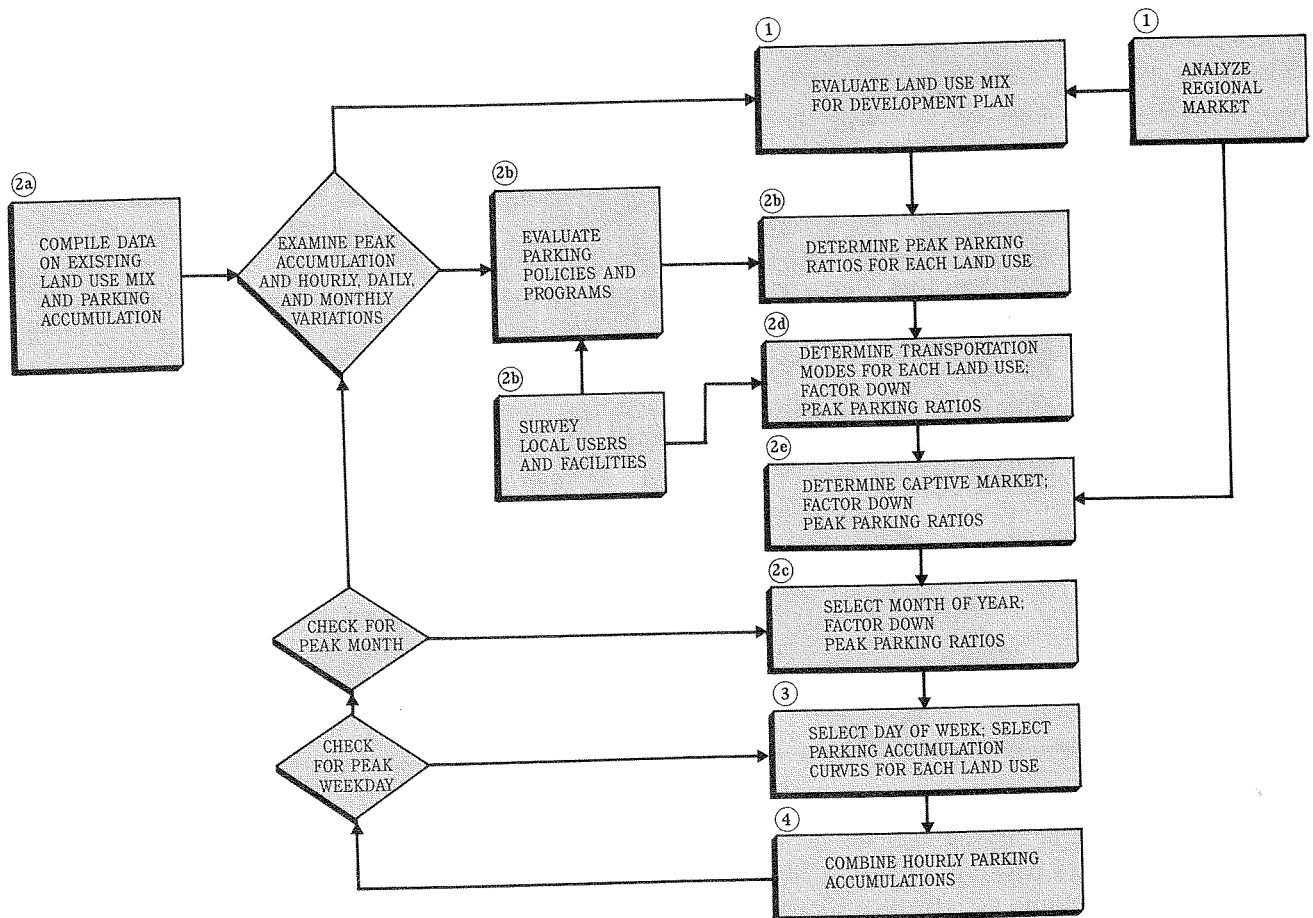 1
EVALUATE LAND USE MIX
FOR DEVELOPMENT PLAN
1
ANALYZE
REGIONAL
MARKET
2a
COMPILE DATA
ON EXISTING
LAND USE MIX
AND PARKING
ACCUMULATION
EXAMINE PEAK
ACCUMULATION
AND HOURLY, DAILY,
AND MONTHLY
VARIATIONS
2b
EVALUATE
PARKING
POLICIES AND
PROGRAMS
2b
DETERMINE PEAK PARKING
RATIOS FOR EACH LAND USE
2b
SURVEY
LOCAL USERS
AND FACILITIES
2d
DETERMINE TRANSPORTATION
MODES FOR EACH LAND USE;
FACTOR DOWN
PEAK PARKING RATIOS
2e
DETERMINE CAPTIVE MARKET;
FACTOR DOWN
PEAK PARKING RATIOS
CHECK FOR
PEAK MONTH
2c
SELECT MONTH OF YEAR;
FACTOR DOWN
PEAK PARKING RATIOS
CHECK
FOR PEAK
WEEKDAY
3
SELECT DAY OF WEEK; SELECT
PARKING ACCUMULATION
CURVES FOR EACH LAND USE
4
COMBINE HOURLY PARKING
ACCUMULATIONS